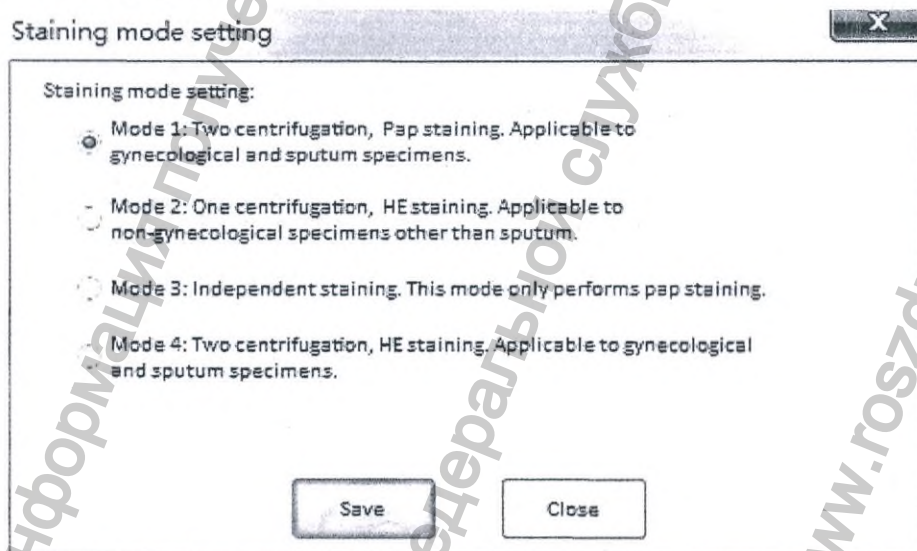 Staining mode setting
X
Staining mode setting:
Mode 1: Two centrifugation, Pap staining. Applicable to
gynecological and sputum specimens.
Mode 2: One centrifugation, HE staining. Applicable to
non-gynecological specimens other than sputum.
Mode 3: Independent staining. This mode only performs pap staining.
Mode 4: Two centrifugation, HE staining. Applicable to gynecological
and sputum specimens.
Save
Close